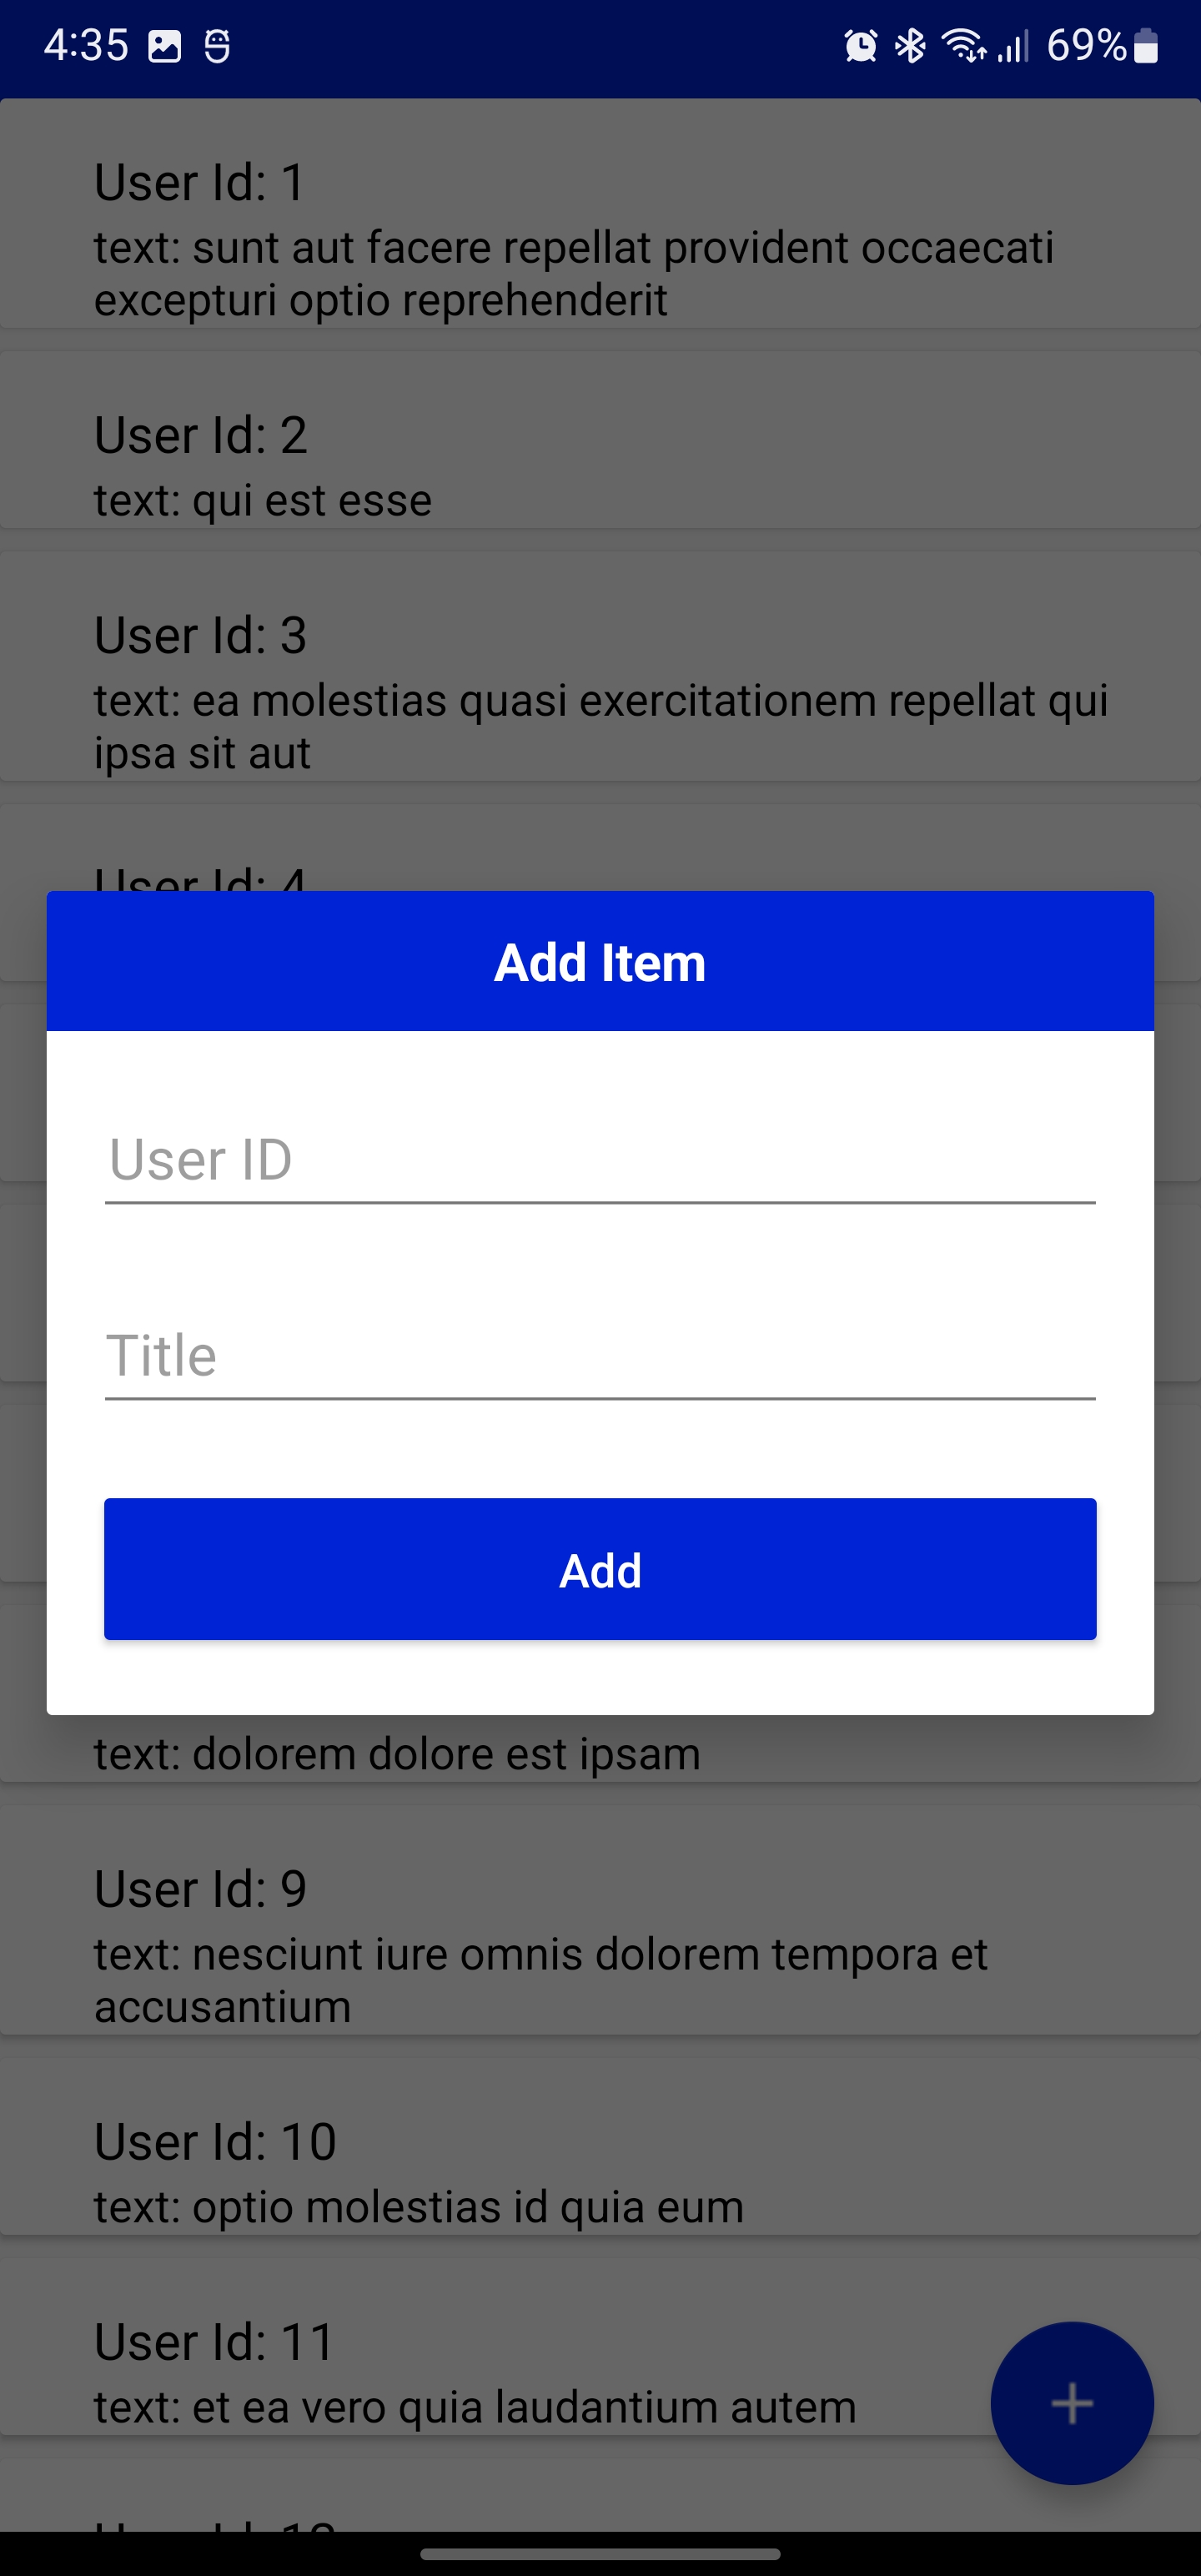 4:35 69%
User Id: 1
text: sunt aut facere repellat provident occaecati
excepturi optio reprehenderit
User Id: 2
text: qui est esse
User Id: 3
text: ea molestias quasi exercitationem repellat qui
ipsa sit aut
User Id: 4
Add Item
User ID
Title
Add
text: dolorem dolore est ipsam
User Id: 9
text: nesciunt iure omnis dolorem tempora et
accusantium
User Id: 10
text: optio molestias id quia eum
User Id: 11
text: et ea vero quia laudantium autem